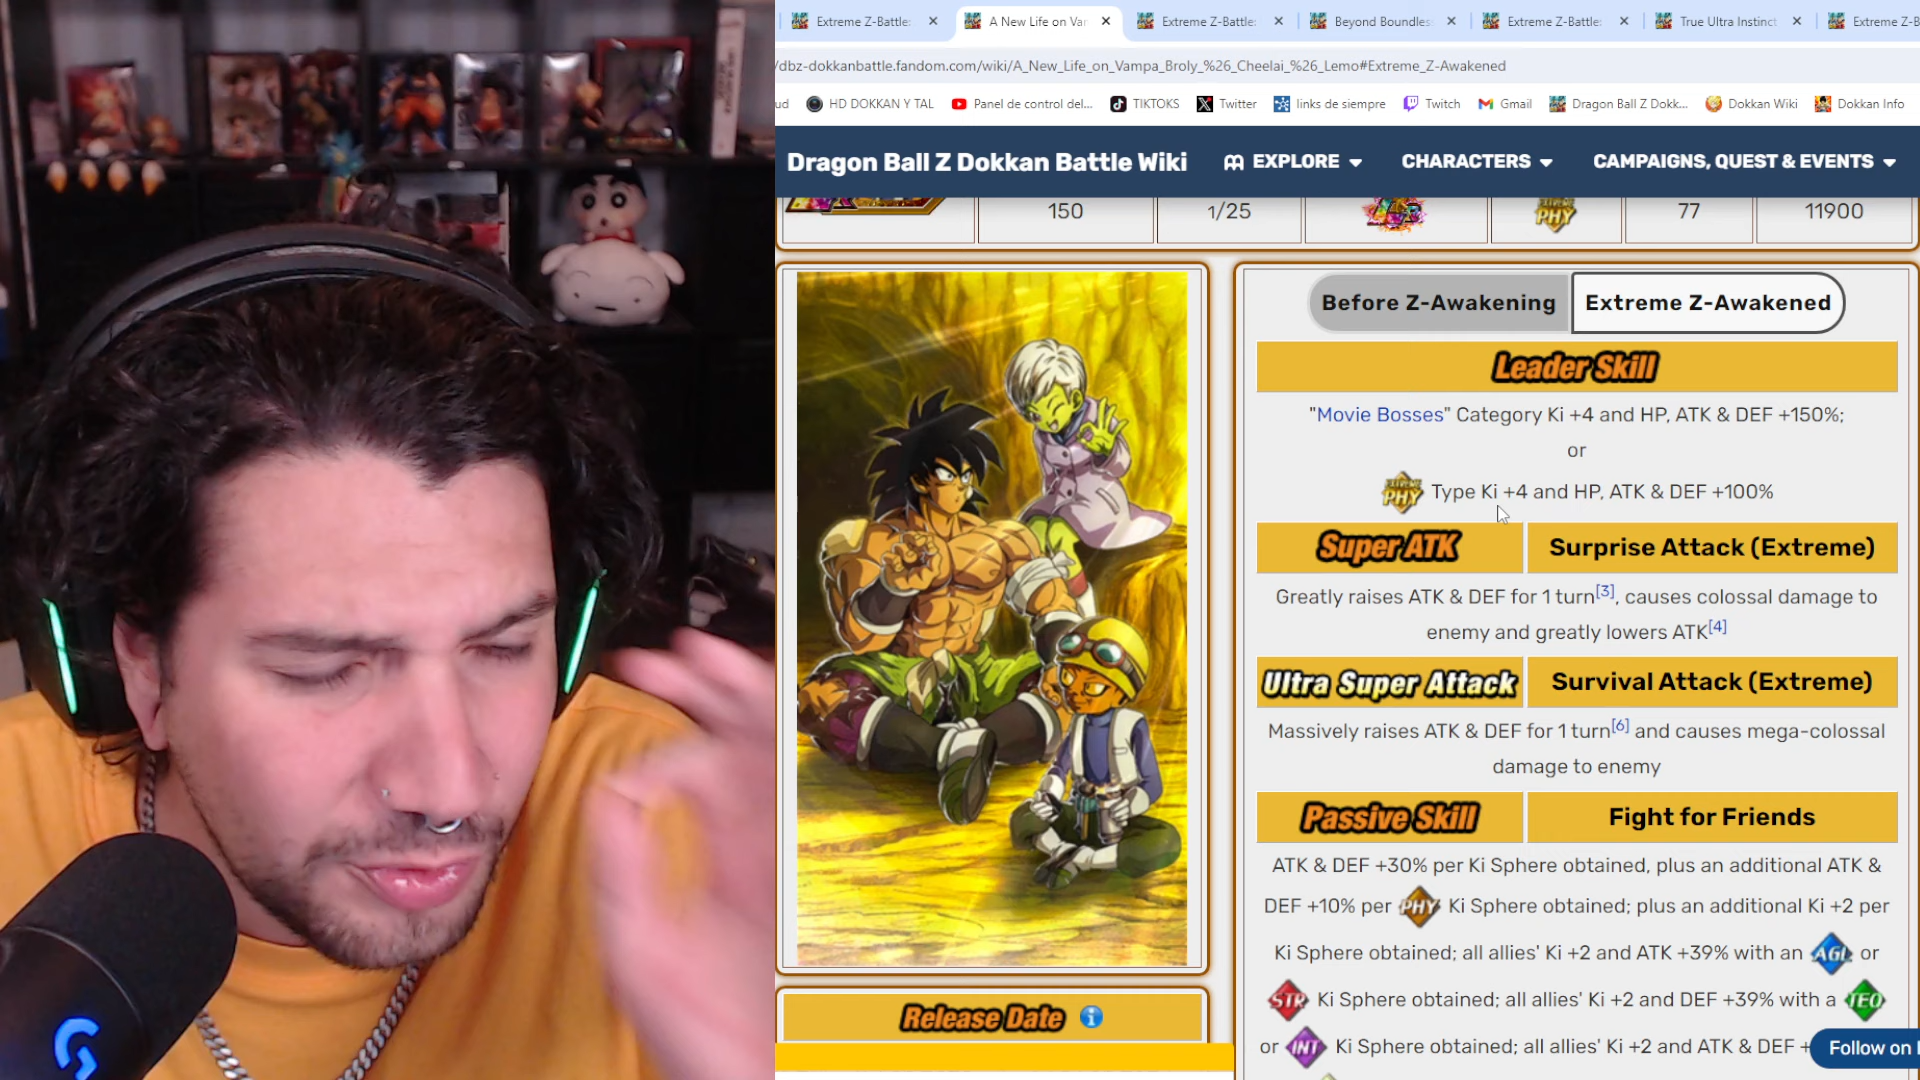 Extreme Z-Battle:
A New Life on Var
Extreme Z-Battle:
Beyond Boundless
Extreme Z-Battle:
True Ultra Instinct
Extreme Z-B
/dbz-dokkanbattle.fandom.com/wiki/A_New_Life_on_Vampa_Broly_%26_Cheelai_%26_Lemo#Extreme_Z-Awakened
ud HD DOKKAN Y TAL Panel de control del... TIKTOKS Twitter links de siempre Twitch Gmail Dragon Ball Z Dokk... Dokkan Wiki Dokkan Info
Dragon Ball Z Dokkan Battle Wiki EXPLORE CHARACTERS CAMPAIGNS, QUEST & EVENTS
150 1/25 EXTREME PHY 77 11900
Before Z-Awakening Extreme Z-Awakened
Leader Skill
"Movie Bosses" Category Ki +4 and HP, ATK & DEF +150%;
or
EXTREME PHY Type Ki +4 and HP, ATK & DEF +100%
Super ATK Surprise Attack (Extreme)
Greatly raises ATK & DEF for 1 turn[3], causes colossal damage to
enemy and greatly lowers ATK[4]
Ultra Super Attack Survival Attack (Extreme)
Massively raises ATK & DEF for 1 turn[6] and causes mega-colossal
damage to enemy
Passive Skill Fight for Friends
ATK & DEF +30% per Ki Sphere obtained, plus an additional ATK &
DEF +10% per PHY Ki Sphere obtained; plus an additional Ki +2 per
Ki Sphere obtained; all allies' Ki +2 and ATK +39% with an AGL or
STR Ki Sphere obtained; all allies' Ki +2 and DEF +39% with a TEQ
or INT Ki Sphere obtained; all allies' Ki +2 and ATK & DEF +
Release Date
Follow on